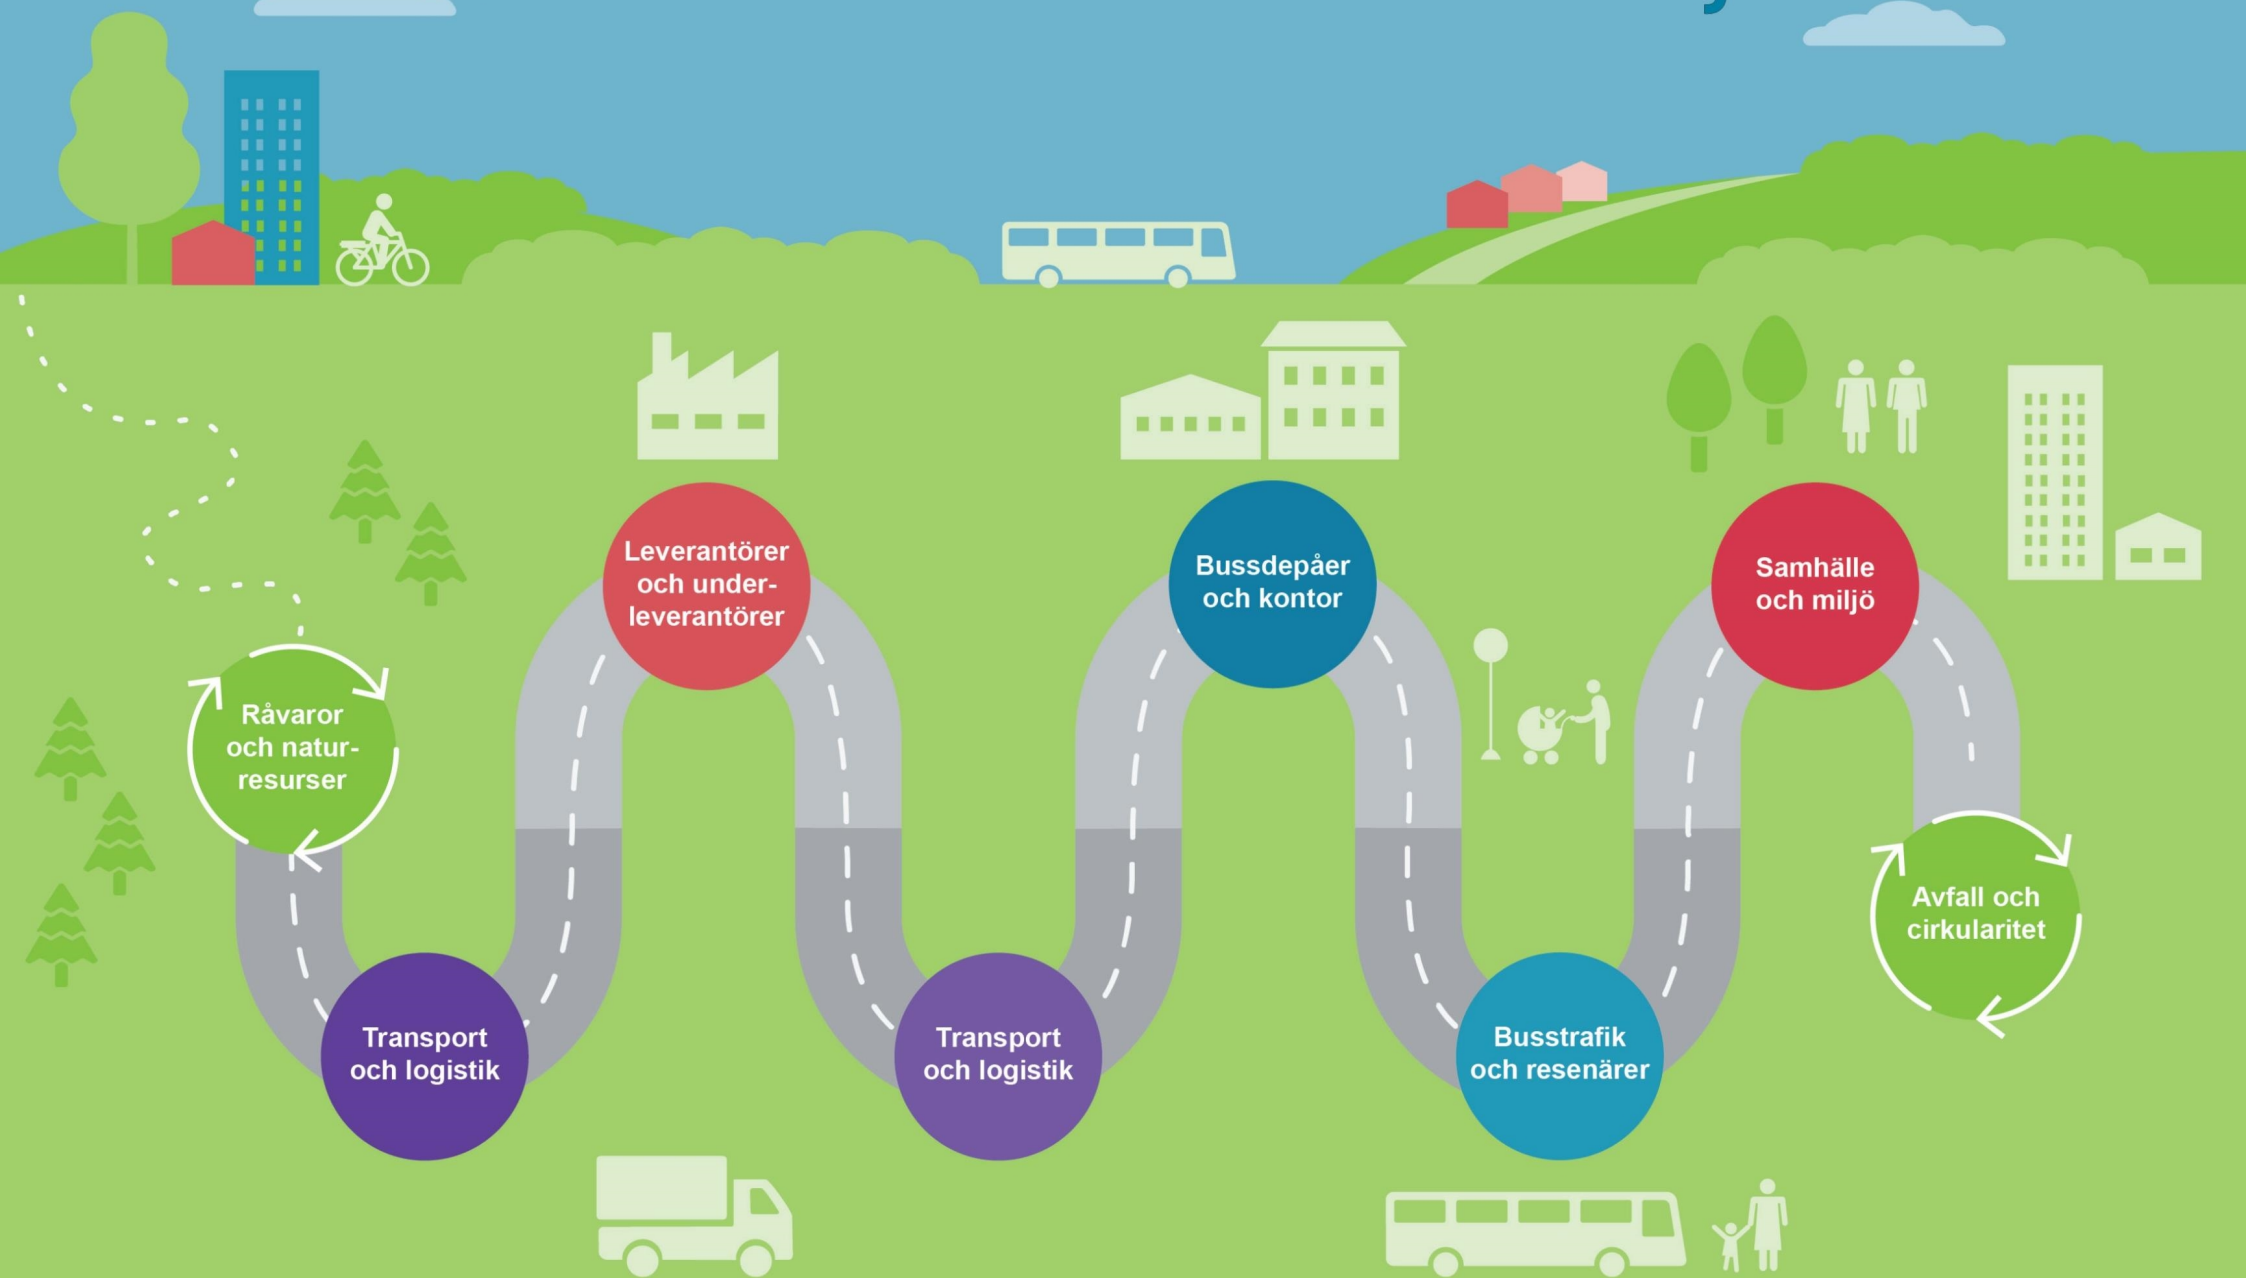 Råvaror
och natur-
resurser
Transport
och logistik
Leverantörer
och under-
leverantörer
Transport
och logistik
Bussdepåer
och kontor
Busstrafik
och resenärer
Samhälle
och miljö
Avfall och
cirkularitet